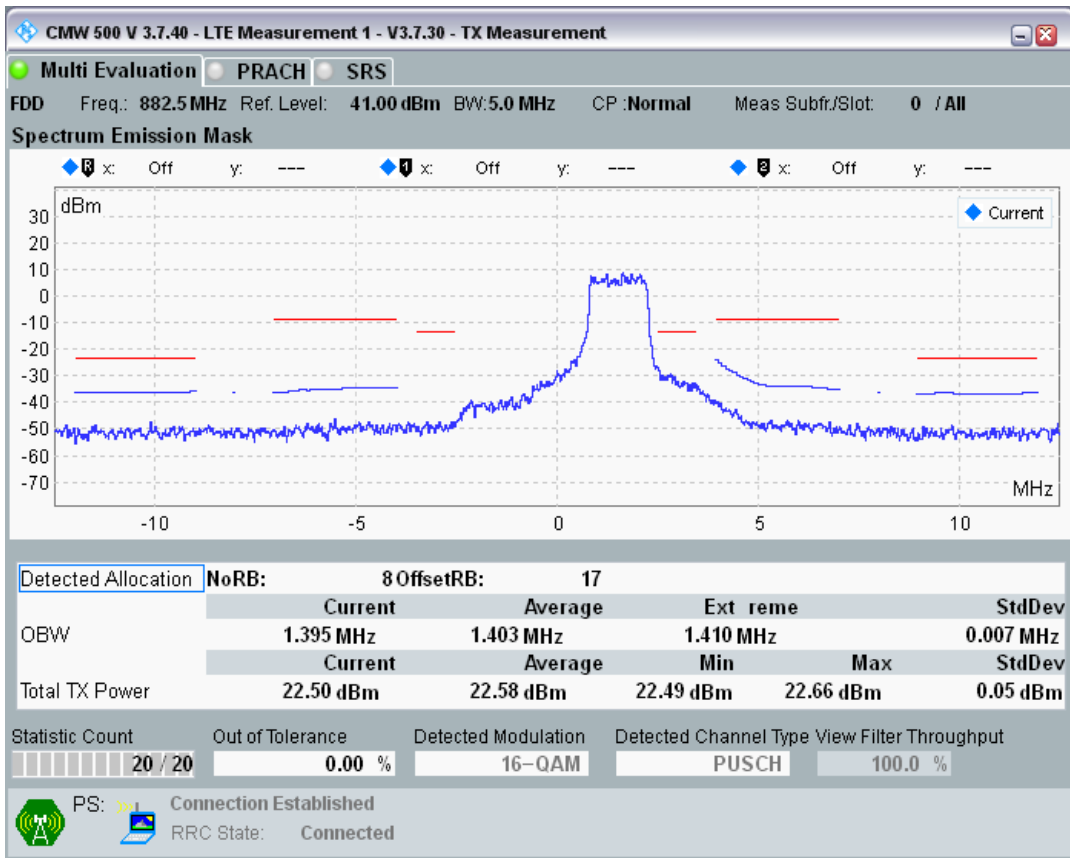 CMW 500 V 3.7.40 - LTE Measurement 1 - V3.7.30 - TX Measurement
Multi Evaluation PRACH SRS
FDD Freq.: 882.5 MHz Ref. Level: 41.00 dBm BW:5.0 MHz CP :Normal Meas Subfr./Slot: 0 / All
Spectrum Emission Mask
R x: Off y: --- 1 x: Off y: --- 2 x: Off y: ---
dBm
Current
30
20
10
0
-10
-20
-30
-40
-50
-60
-70
MHz
-10 -5 0 5 10
Detected Allocation NoRB: 8 OffsetRB: 17
Current Average Ext reme StdDev
OBW 1.395 MHz 1.403 MHz 1.410 MHz 0.007 MHz
Current Average Min Max StdDev
Total TX Power 22.50 dBm 22.58 dBm 22.49 dBm 22.66 dBm 0.05 dBm
Statistic Count Out of Tolerance Detected Modulation Detected Channel Type View Filter Throughput
20 / 20 0.00 % 16-QAM PUSCH 100.0 %
PS: Connection Established
RRC State: Connected